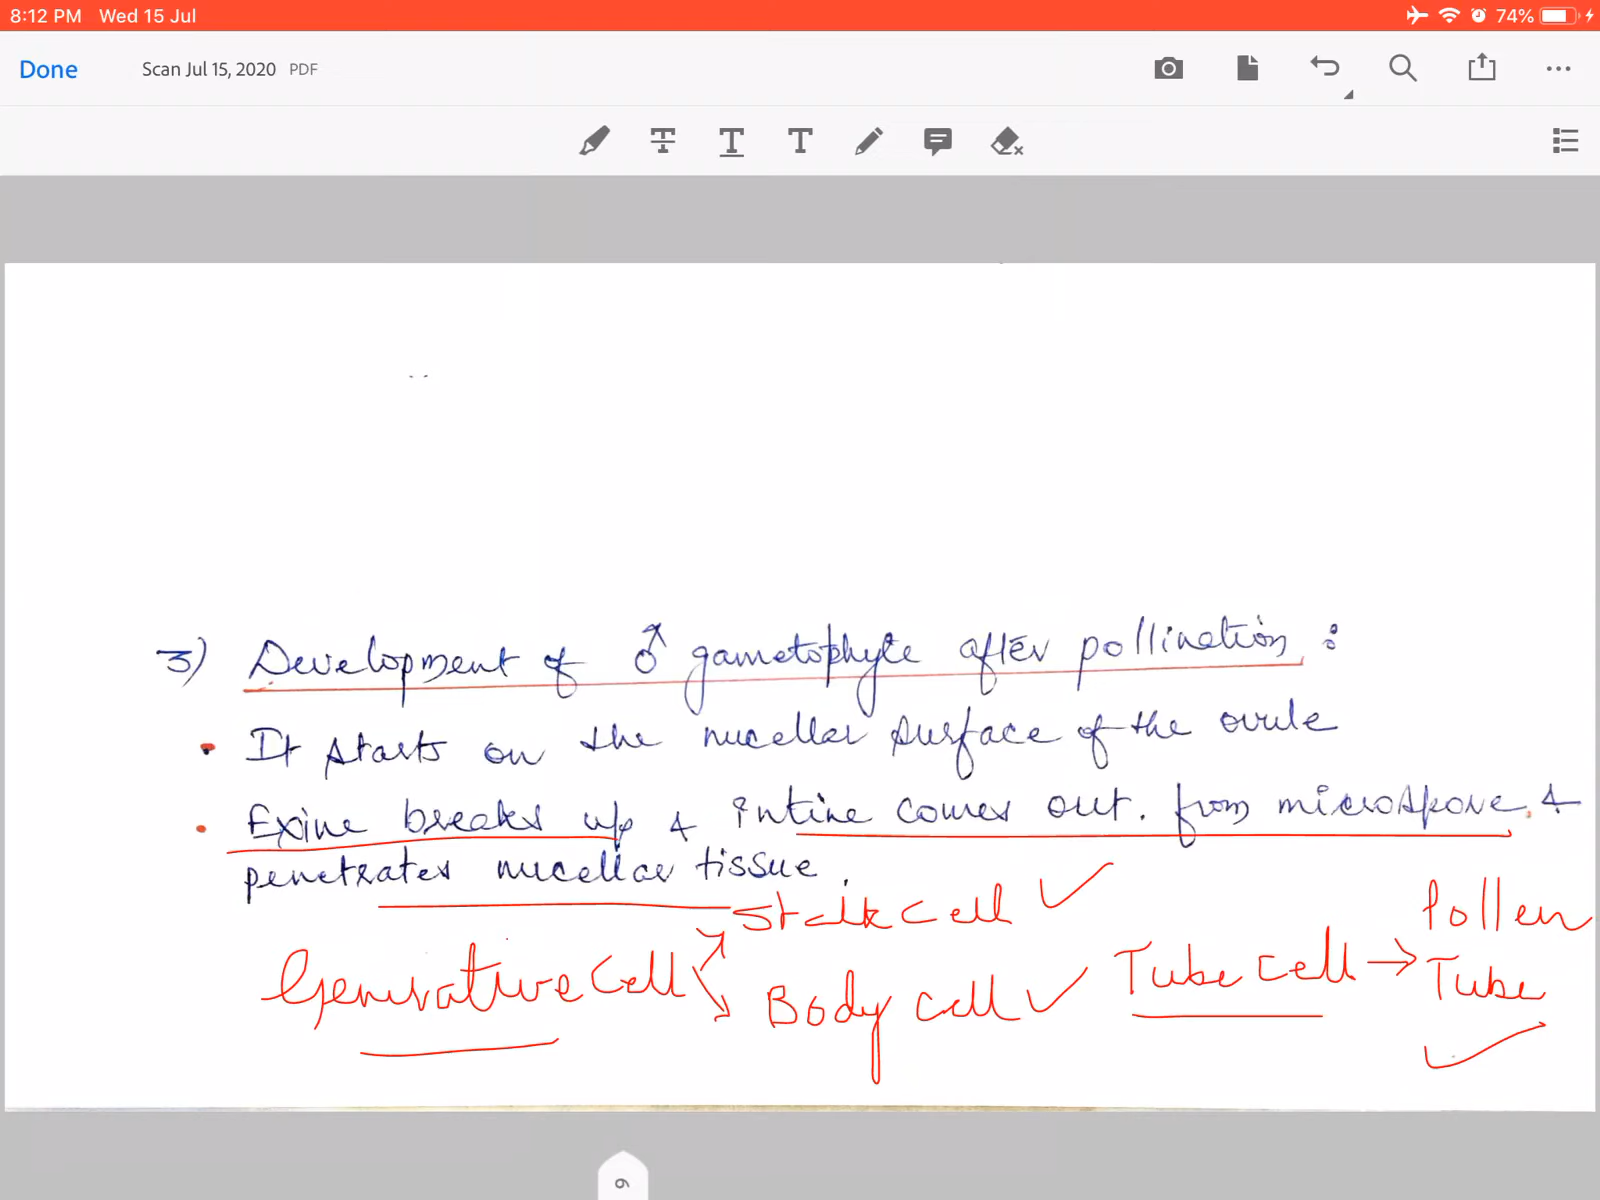 8:12 PM Wed 15 Jul 74%
Done Scan Jul 15, 2020 PDF
3) Development of ♂ gametophyte after pollination :
• It starts on the nucellar surface of the ovule
• Exine breaks up & intine comes out. from microspore. &
penetrates nucellar tissue.
Stalk cell ✓
Generative cell
Body cell ✓
Tube cell → Pollen
Tube
✓
6